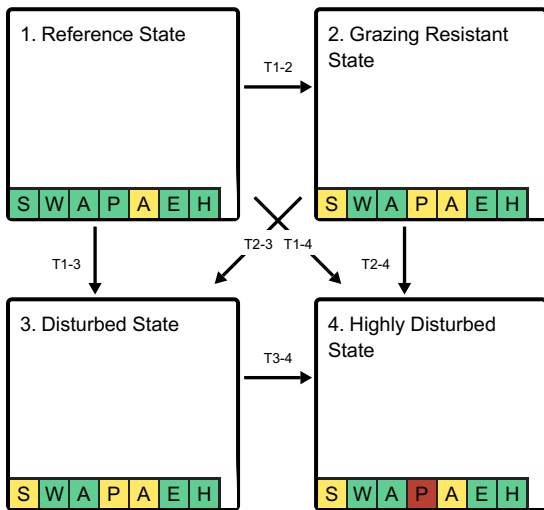 1. Reference State
2. Grazing Resistant
State
T1-2
S W A P A E H
S W A P A E H
T1-3
T2-3
T1-4
T2-4
3. Disturbed State
4. Highly Disturbed
State
T3-4
S W A P A E H
S W A P A E H